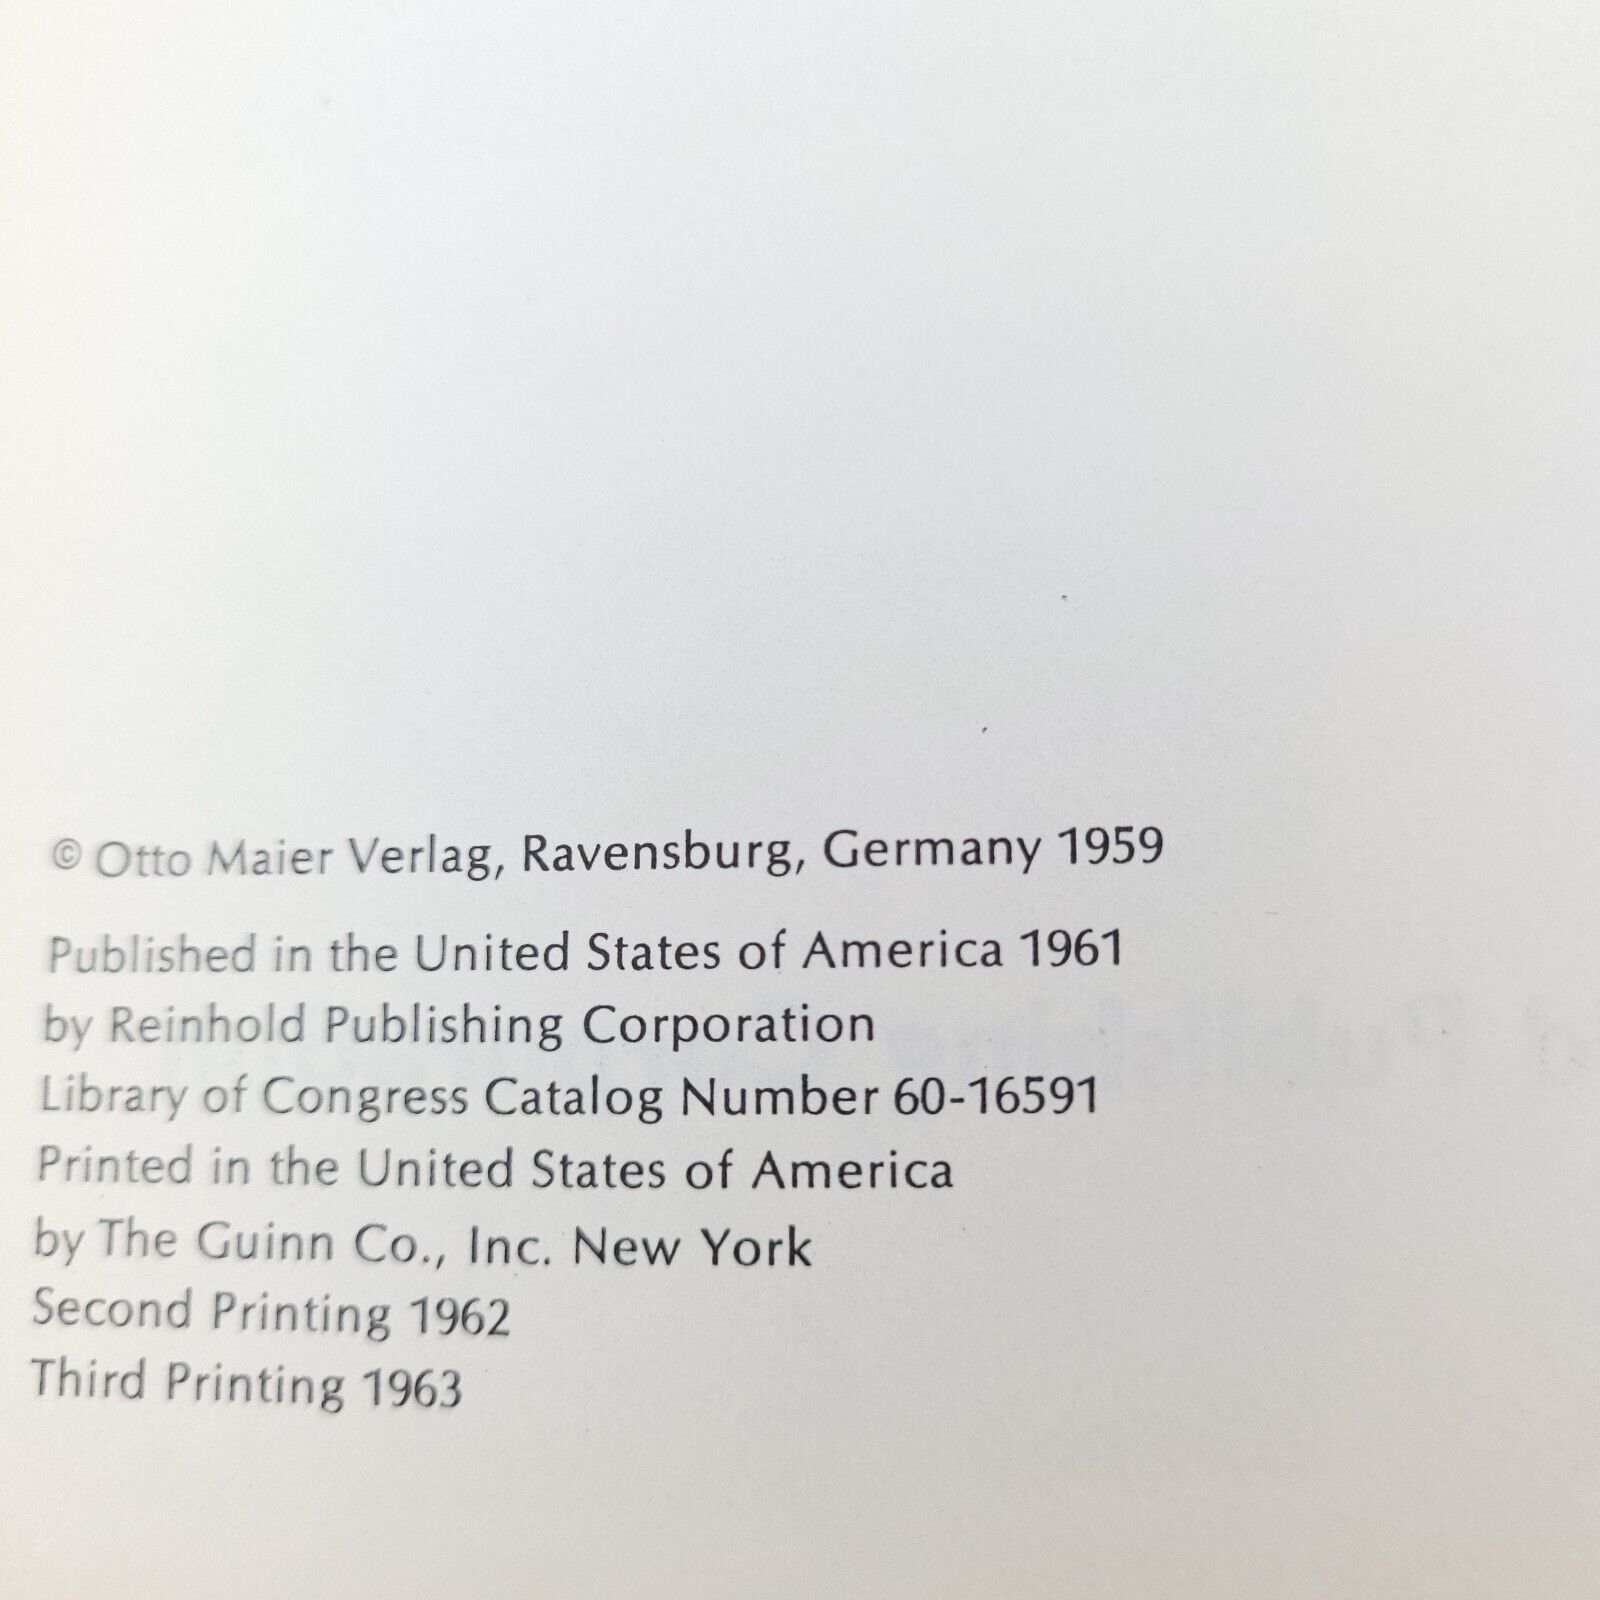 © Otto Maier Verlag, Ravensburg, Germany 1959
Published in the United States of America 1961
by Reinhold Publishing Corporation
Library of Congress Catalog Number 60-16591
Printed in the United States of America
by The Guinn Co., Inc. New York
Second Printing 1962
Third Printing 1963